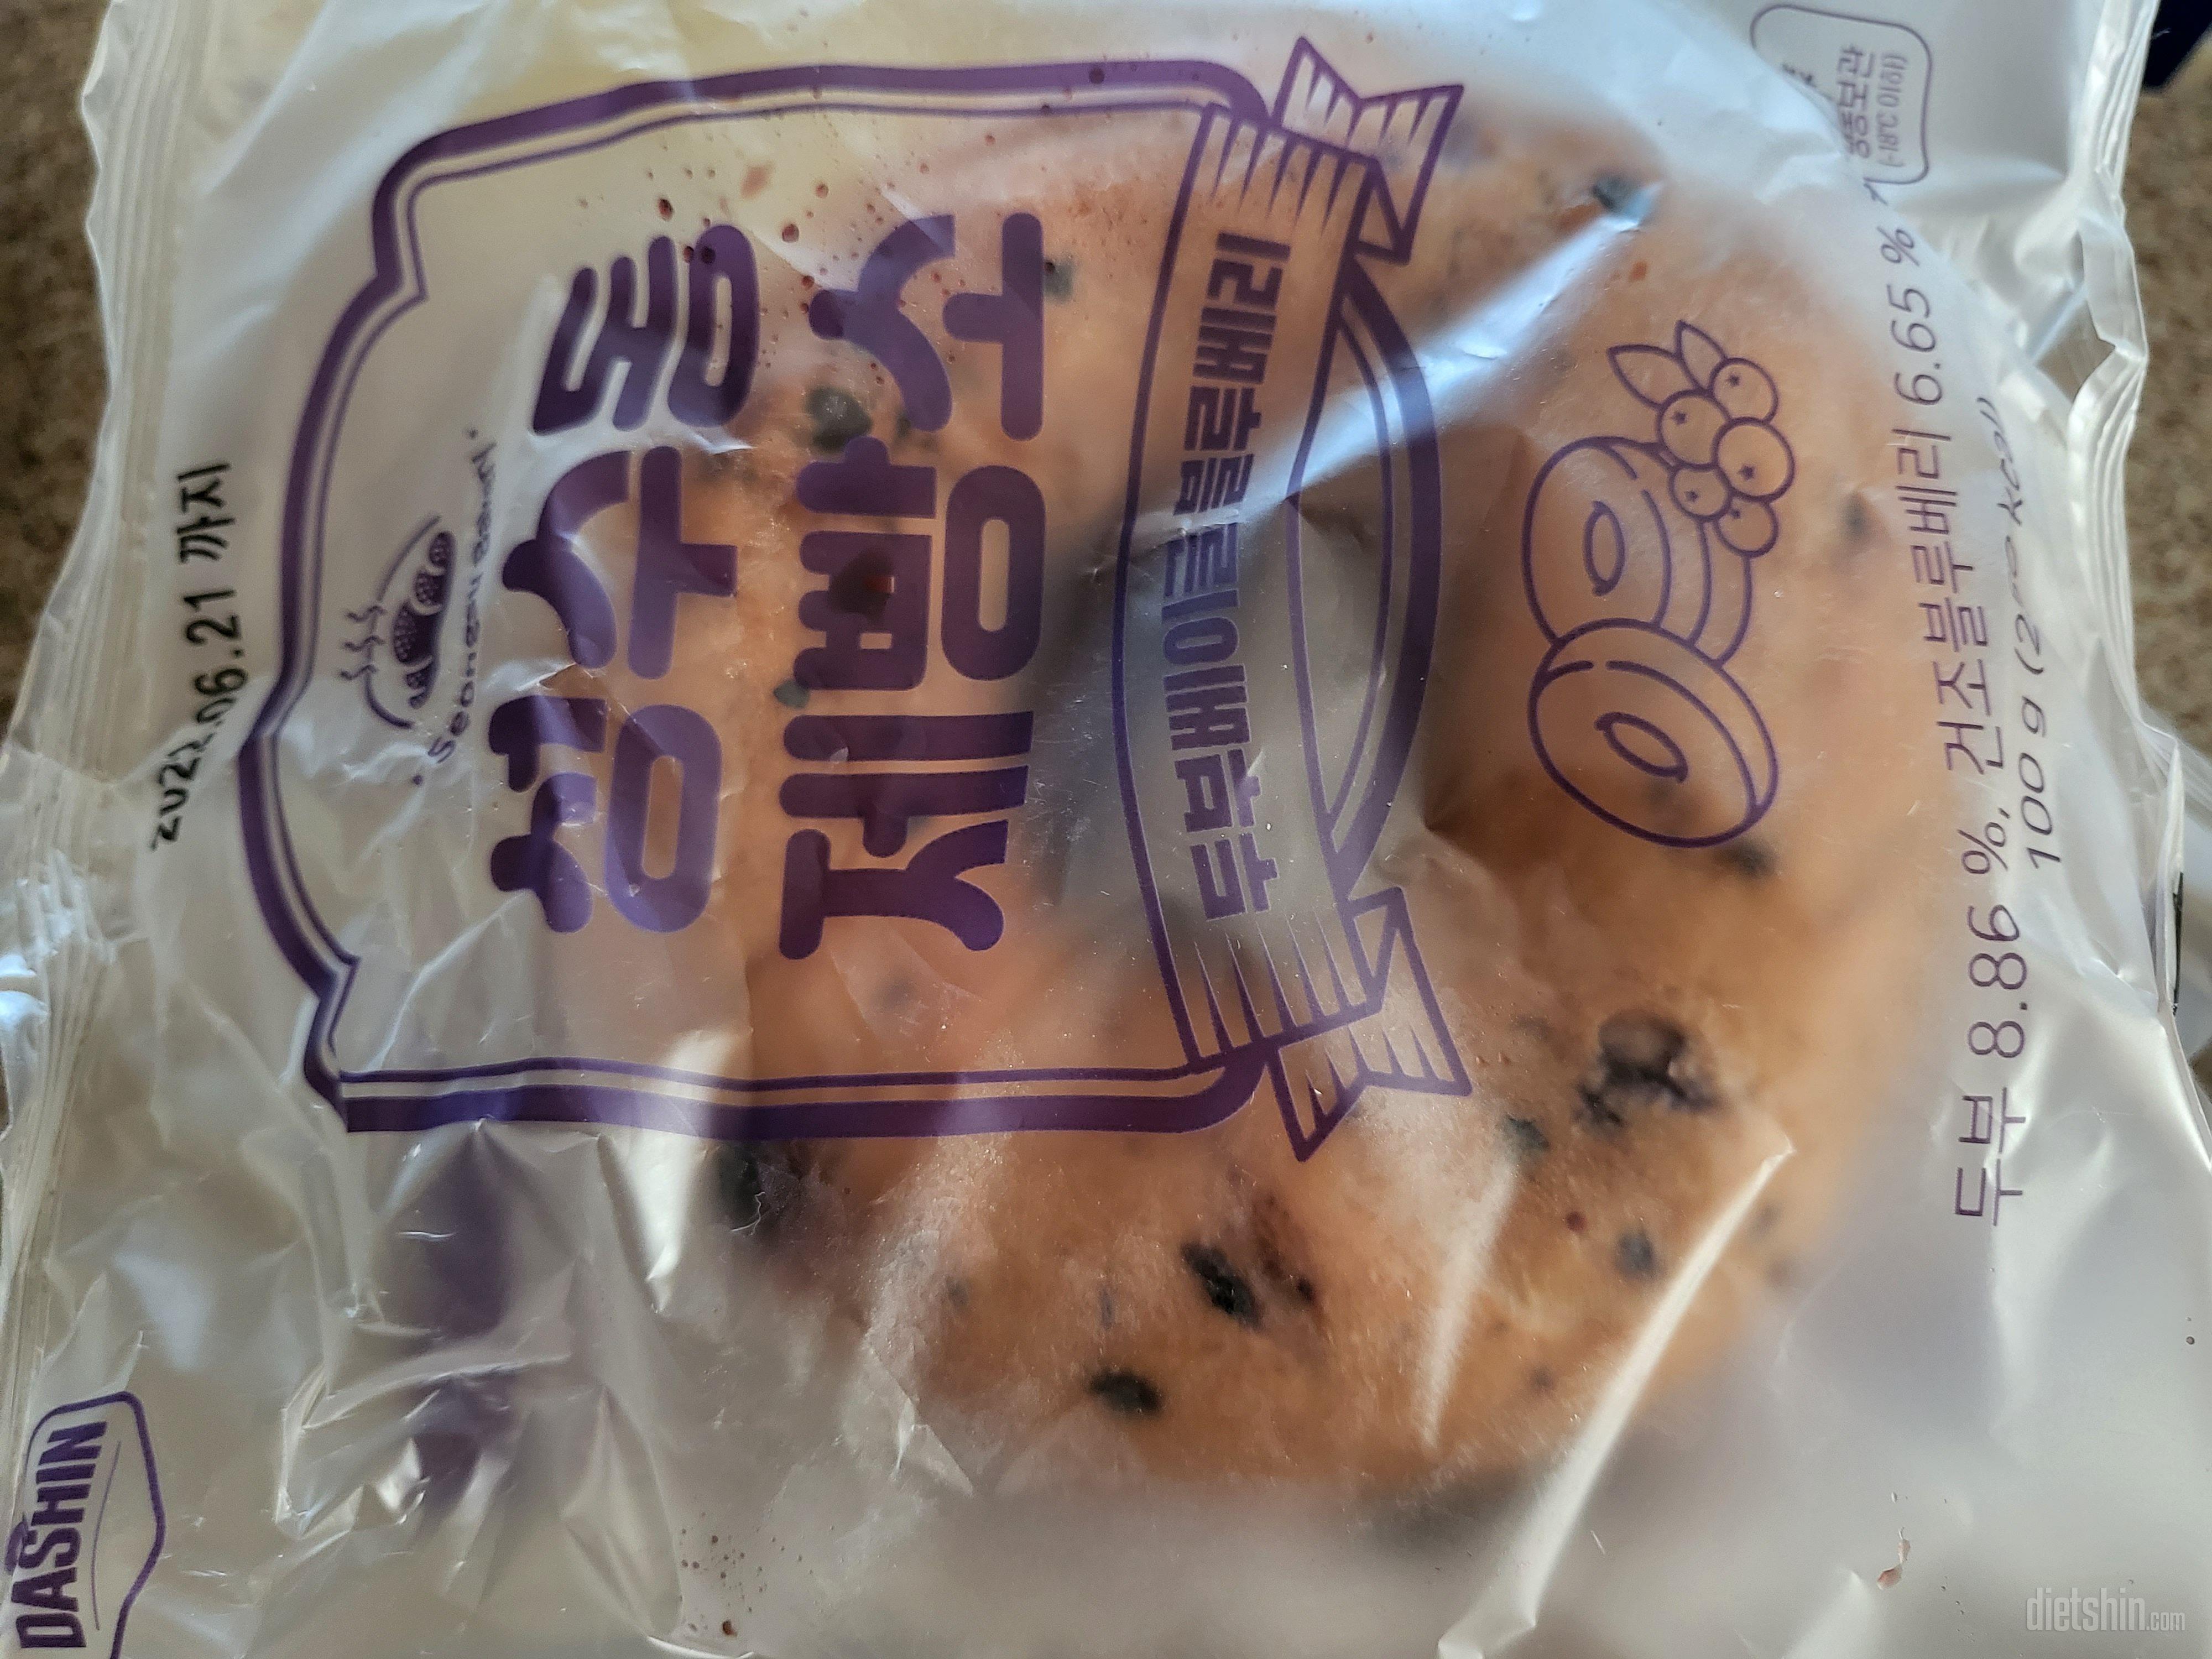 냉동보관
(-18℃ 이하)
성수동
제빵소
두부베이글블루베리
두부 8.86 %, 건조블루베리 6.65 %
100 g
06.21 까지
DASHIN
dietshin.com